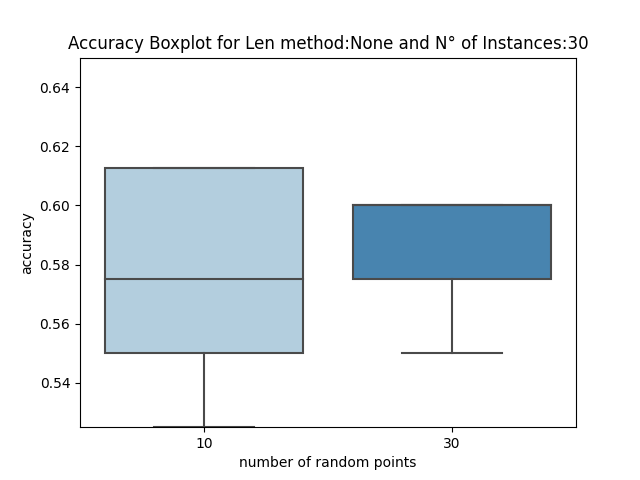 Accuracy Boxplot for Len method:None and N° of Instances:30
0.64
0.62
0.60
0.58
0.56
0.54
accuracy
10
30
number of random points